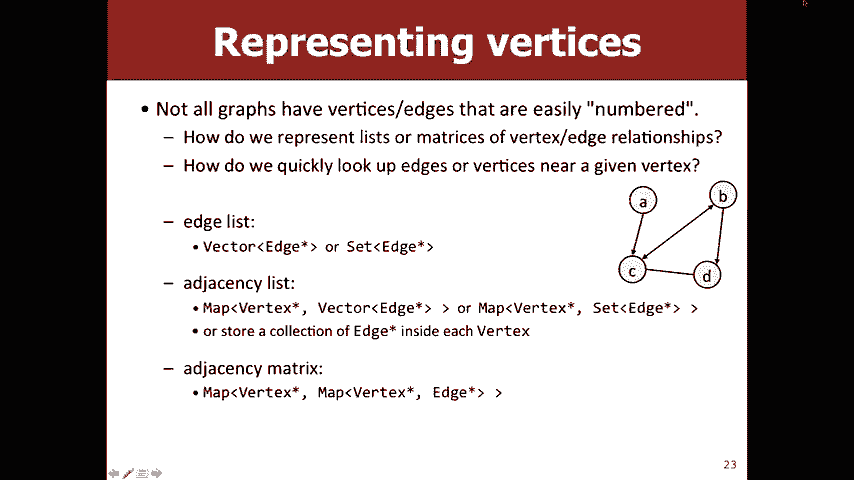 Representing vertices
• Not all graphs have vertices/edges that are easily "numbered".
– How do we represent lists or matrices of vertex/edge relationships?
– How do we quickly look up edges or vertices near a given vertex?
a
b
c
d
– edge list:
• Vector<Edge*> or Set<Edge*>
– adjacency list:
• Map<Vertex*, Vector<Edge*> > or Map<Vertex*, Set<Edge*> >
• or store a collection of Edge* inside each Vertex
– adjacency matrix:
• Map<Vertex*, Map<Vertex*, Edge*> >
23